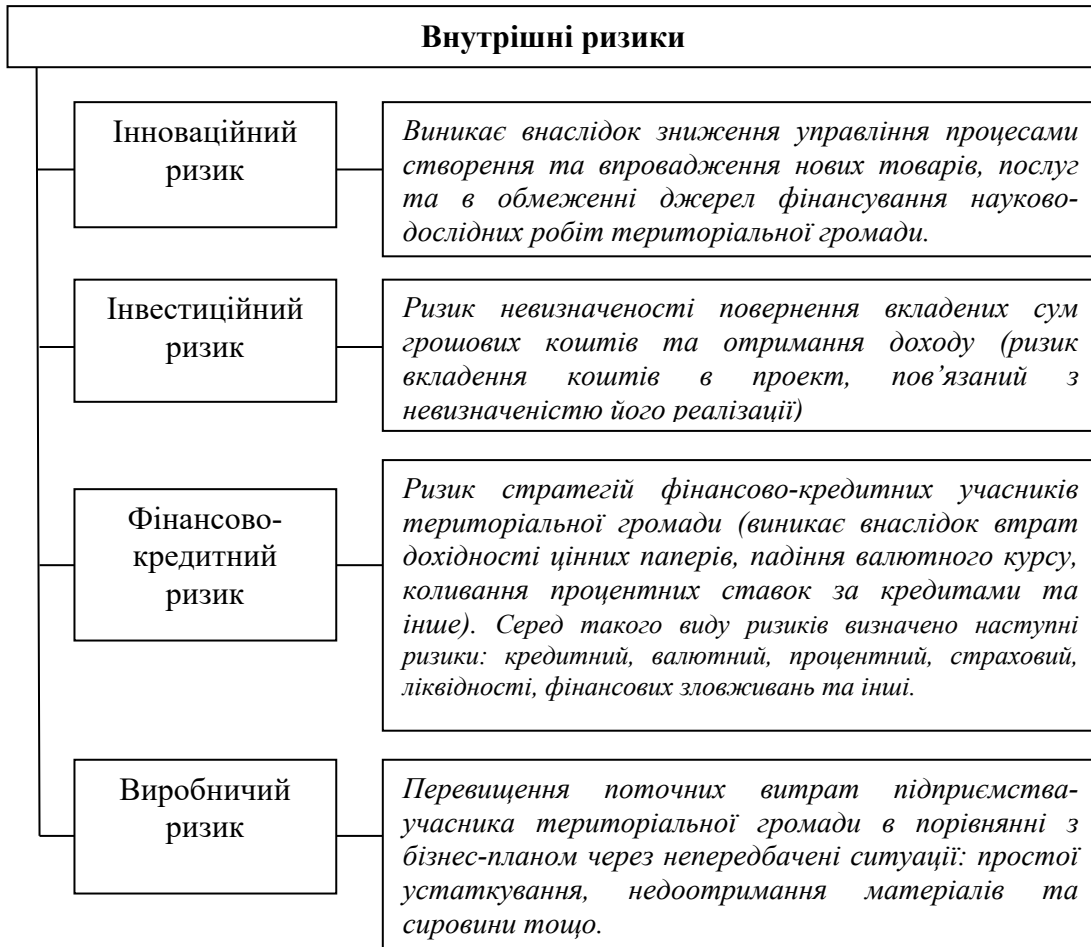 Внутрішні ризики
Інноваційний
ризик
Виникає внаслідок зниження управління процесами
створення та впровадження нових товарів, послуг
та в обмеженні джерел фінансування науково-
дослідних робіт територіальної громади.
Інвестиційний
ризик
Ризик невизначеності повернення вкладених сум
грошових коштів та отримання доходу (ризик
вкладення коштів в проект, пов’язаний з
невизначеністю його реалізації)
Фінансово-
кредитний
ризик
Ризик стратегій фінансово-кредитних учасників
територіальної громади (виникає внаслідок втрат
дохідності цінних паперів, падіння валютного курсу,
коливання процентних ставок за кредитами та
інше). Серед такого виду ризиків визначено наступні
ризики: кредитний, валютний, процентний, страховий,
ліквідності, фінансових зловживань та інші.
Виробничий
ризик
Перевищення поточних витрат підприємства-
учасника територіальної громади в порівнянні з
бізнес-планом через непередбачені ситуації: простої
устаткування, недоотримання матеріалів та
сировини тощо.